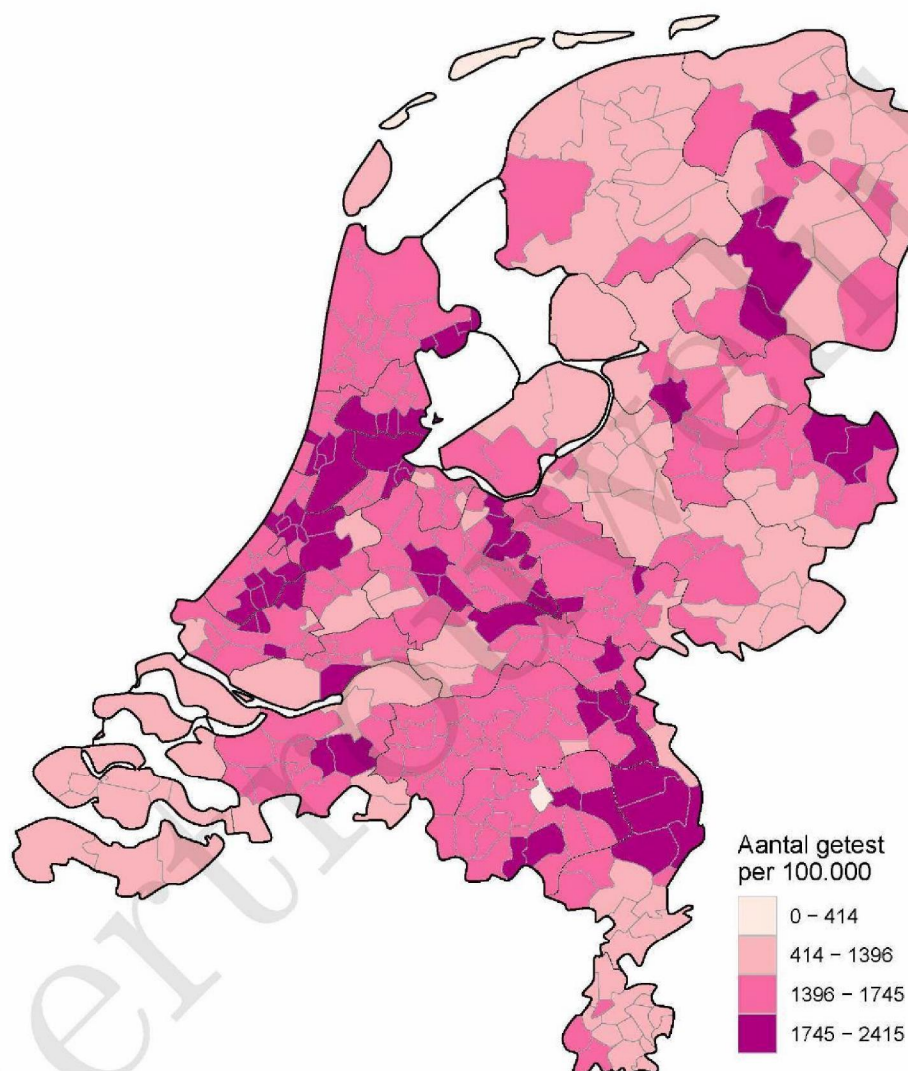 Aantal getest
per 100.000
0 – 414
414 – 1396
1396 – 1745
1745 – 2415